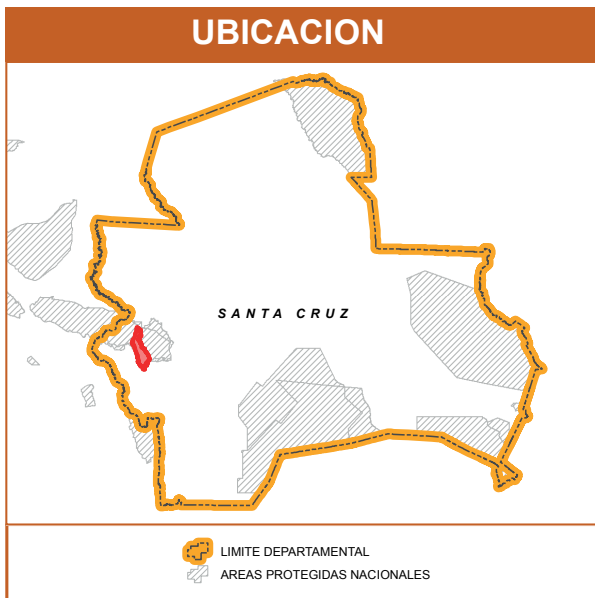 UBICACION
SANTA CRUZ
LIMITE DEPARTAMENTAL
AREAS PROTEGIDAS NACIONALES